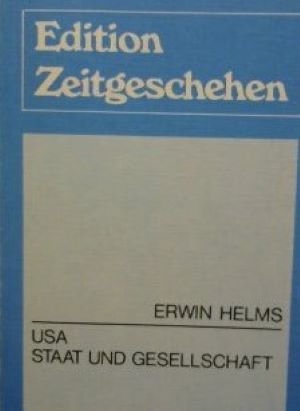 Edition
Zeitgeschehen
ERWIN HELMS
USA
STAAT UND GESELLSCHAFT